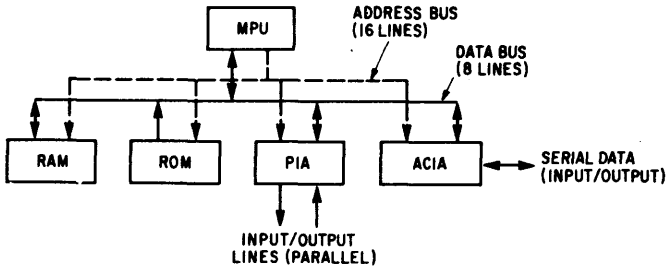 MPU
ADDRESS BUS
(16 LINES)
DATA BUS
(8 LINES)
RAM
ROM
PIA
ACIA
SERIAL DATA
(INPUT/OUTPUT)
INPUT/OUTPUT
LINES (PARALLEL)